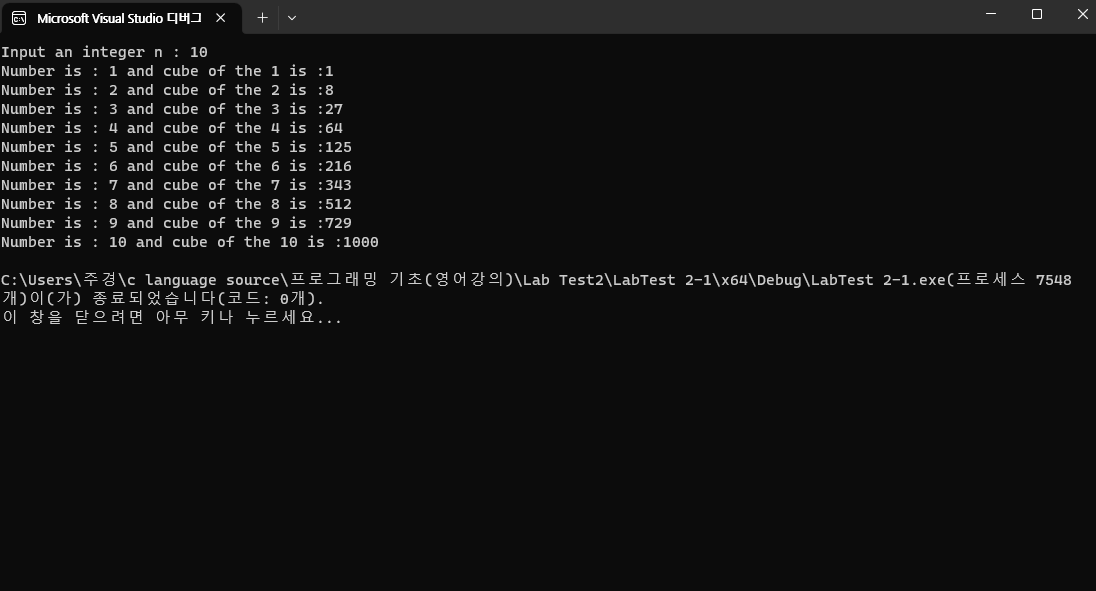 Microsoft Visual Studio 디버그
Input an integer n : 10
Number is : 1 and cube of the 1 is :1
Number is : 2 and cube of the 2 is :8
Number is : 3 and cube of the 3 is :27
Number is : 4 and cube of the 4 is :64
Number is : 5 and cube of the 5 is :125
Number is : 6 and cube of the 6 is :216
Number is : 7 and cube of the 7 is :343
Number is : 8 and cube of the 8 is :512
Number is : 9 and cube of the 9 is :729
Number is : 10 and cube of the 10 is :1000
C:\Users\주경\c language source\프로그래밍 기초(영어강의)\Lab Test2\LabTest 2-1\x64\Debug\LabTest 2-1.exe(프로세스 7548
개)이(가) 종료되었습니다(코드: 0개).
이 창을 닫으려면 아무 키나 누르세요...